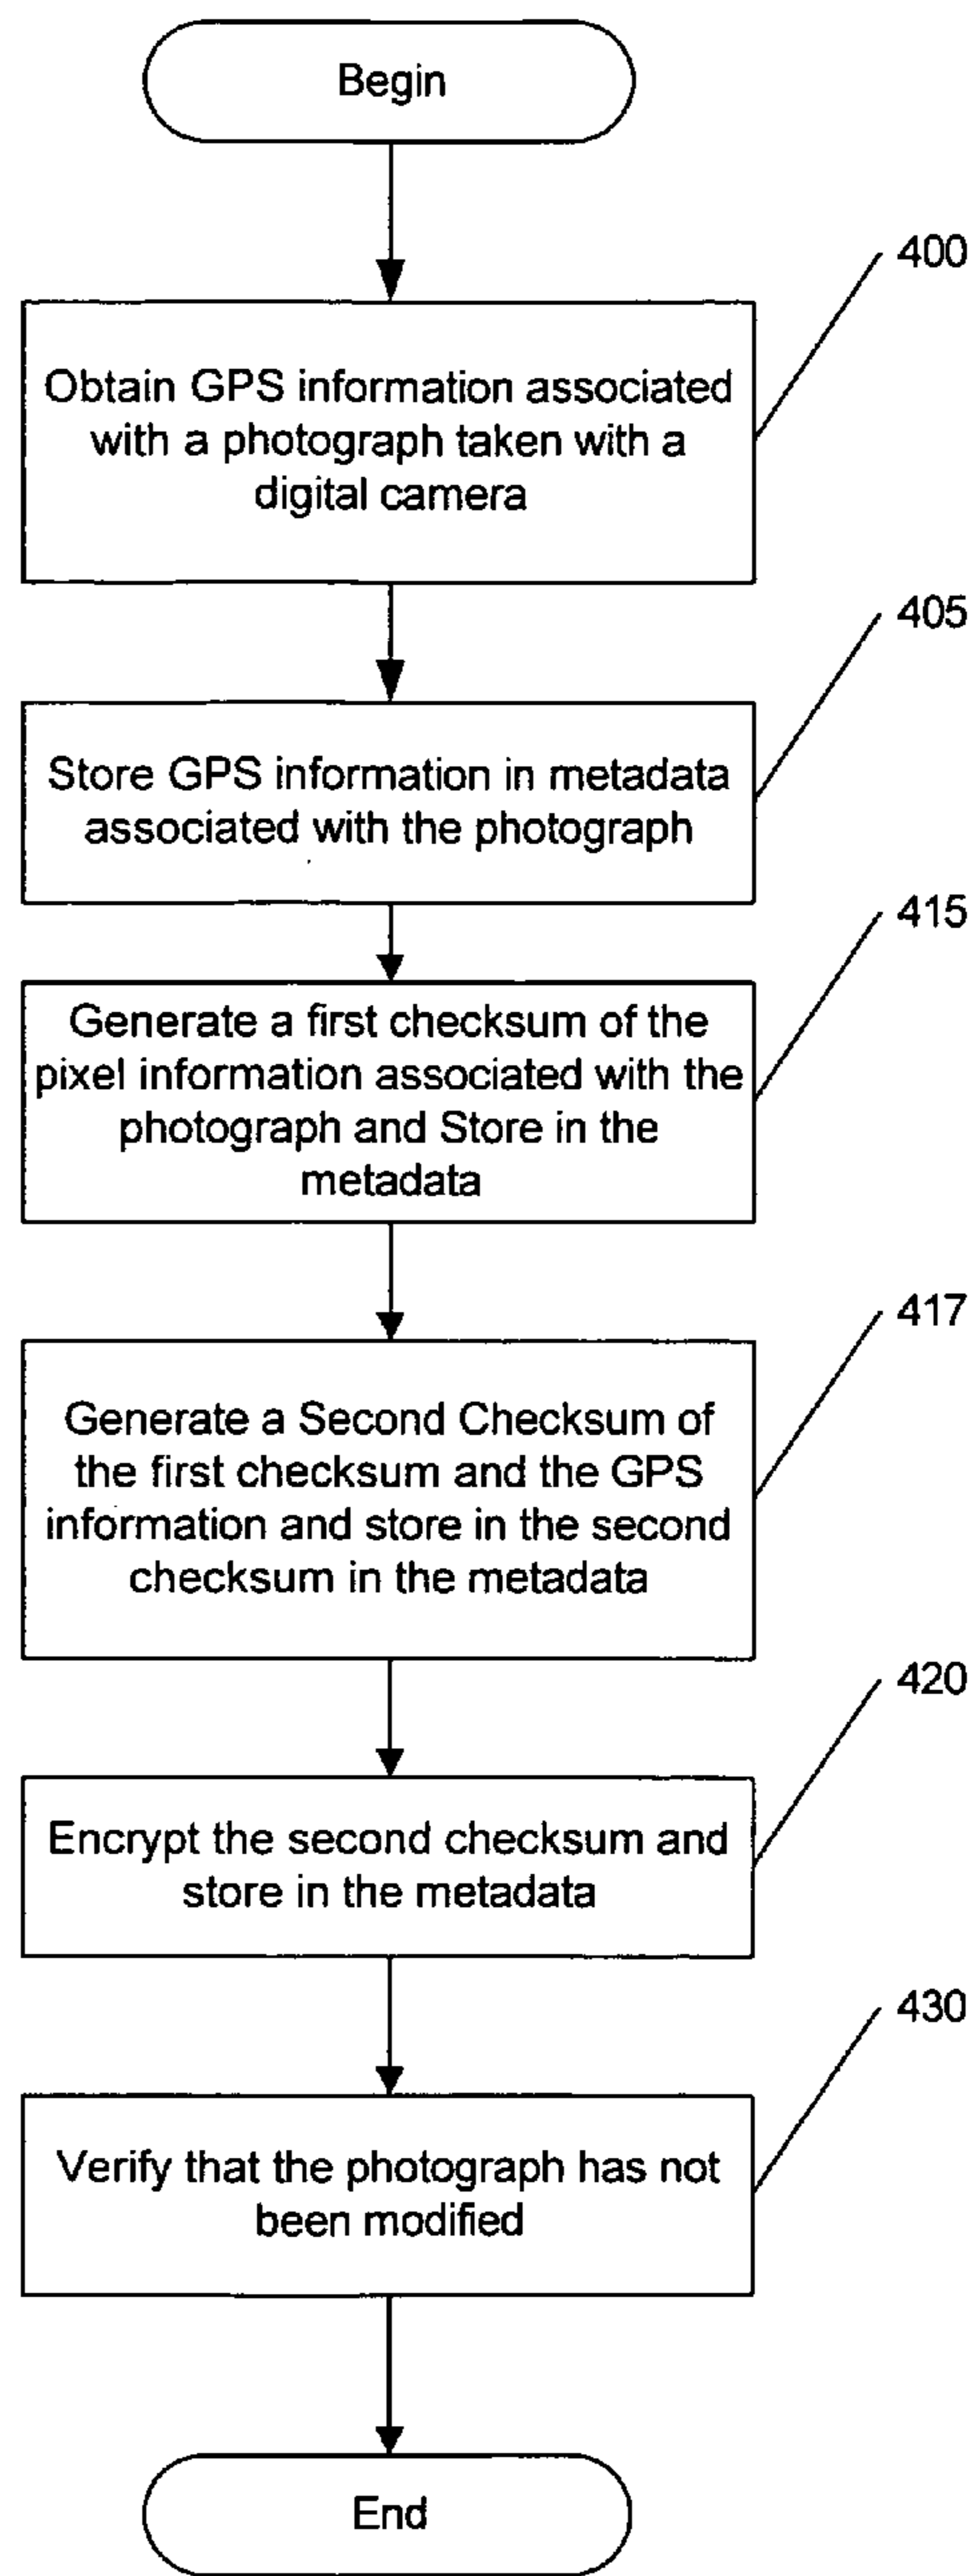 Begin
400
Obtain GPS information associated
with a photograph taken with a
digital camera
405
Store GPS information in metadata
associated with the photograph
415
Generate a first checksum of the
pixel information associated with the
photograph and Store in the
metadata
417
Generate a Second Checksum of
the first checksum and the GPS
information and store in the second
checksum in the metadata
420
Encrypt the second checksum and
store in the metadata
430
Verify that the photograph has not
been modified
End